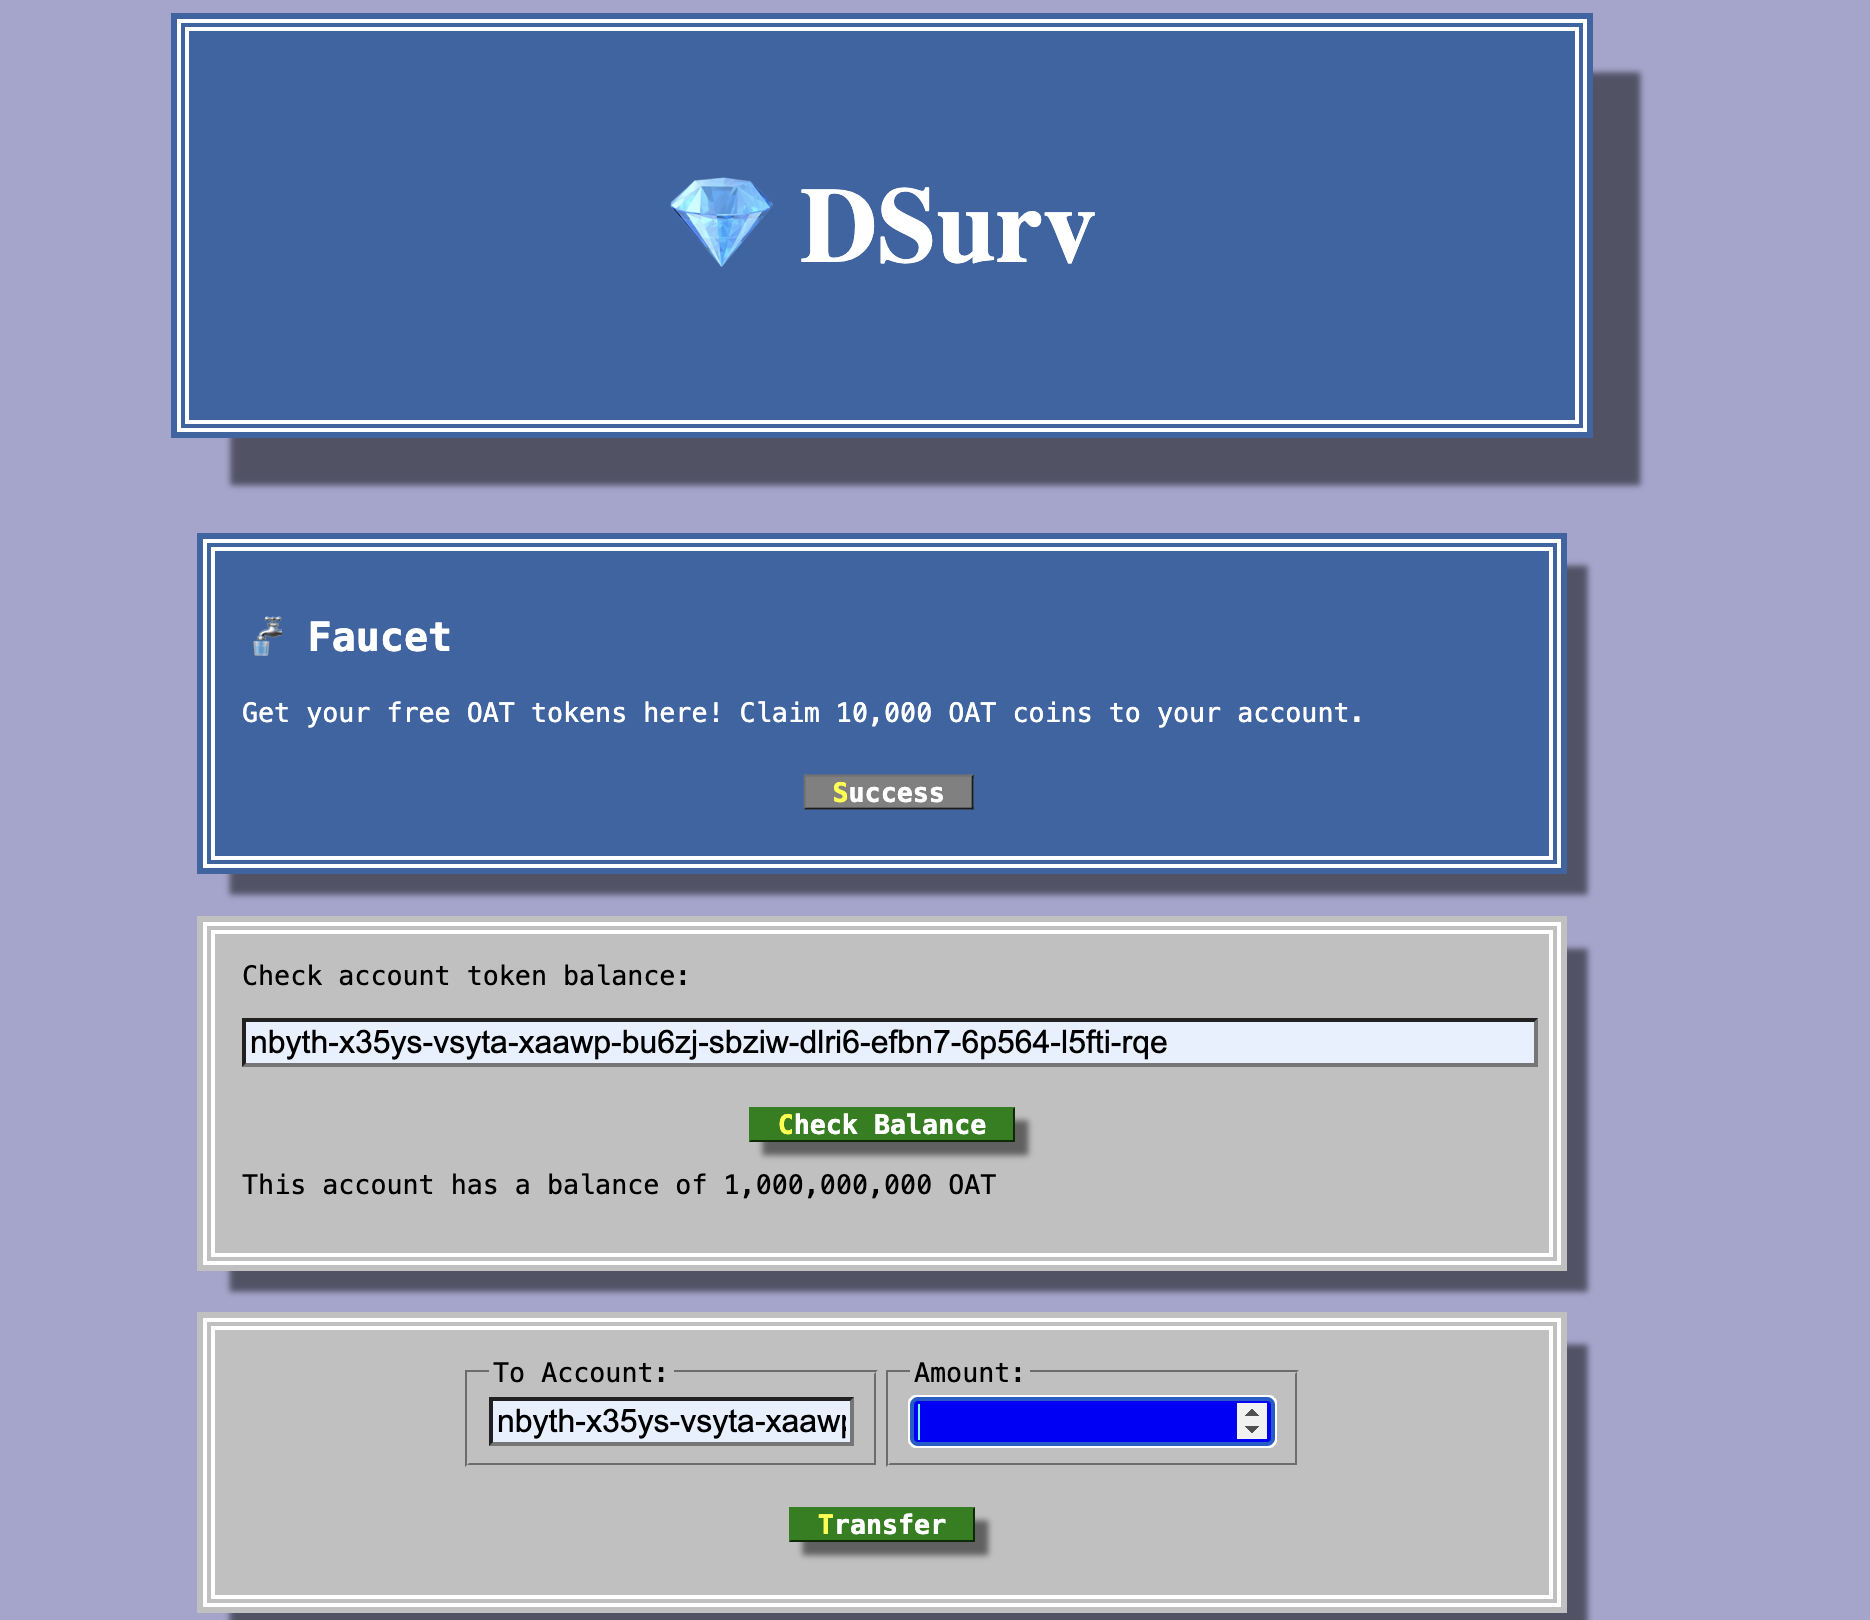 DSurv
Faucet
Get your free OAT tokens here! Claim 10,000 OAT coins to your account.
Success
Check account token balance:
nbyth-x35ys-vsyta-xaawp-bu6zj-sbziw-dlri6-efbn7-6p564-l5fti-rqe
Check Balance
This account has a balance of 1,000,000,000 OAT
To Account: Amount:
nbyth-x35ys-vsyta-xaawp
Transfer